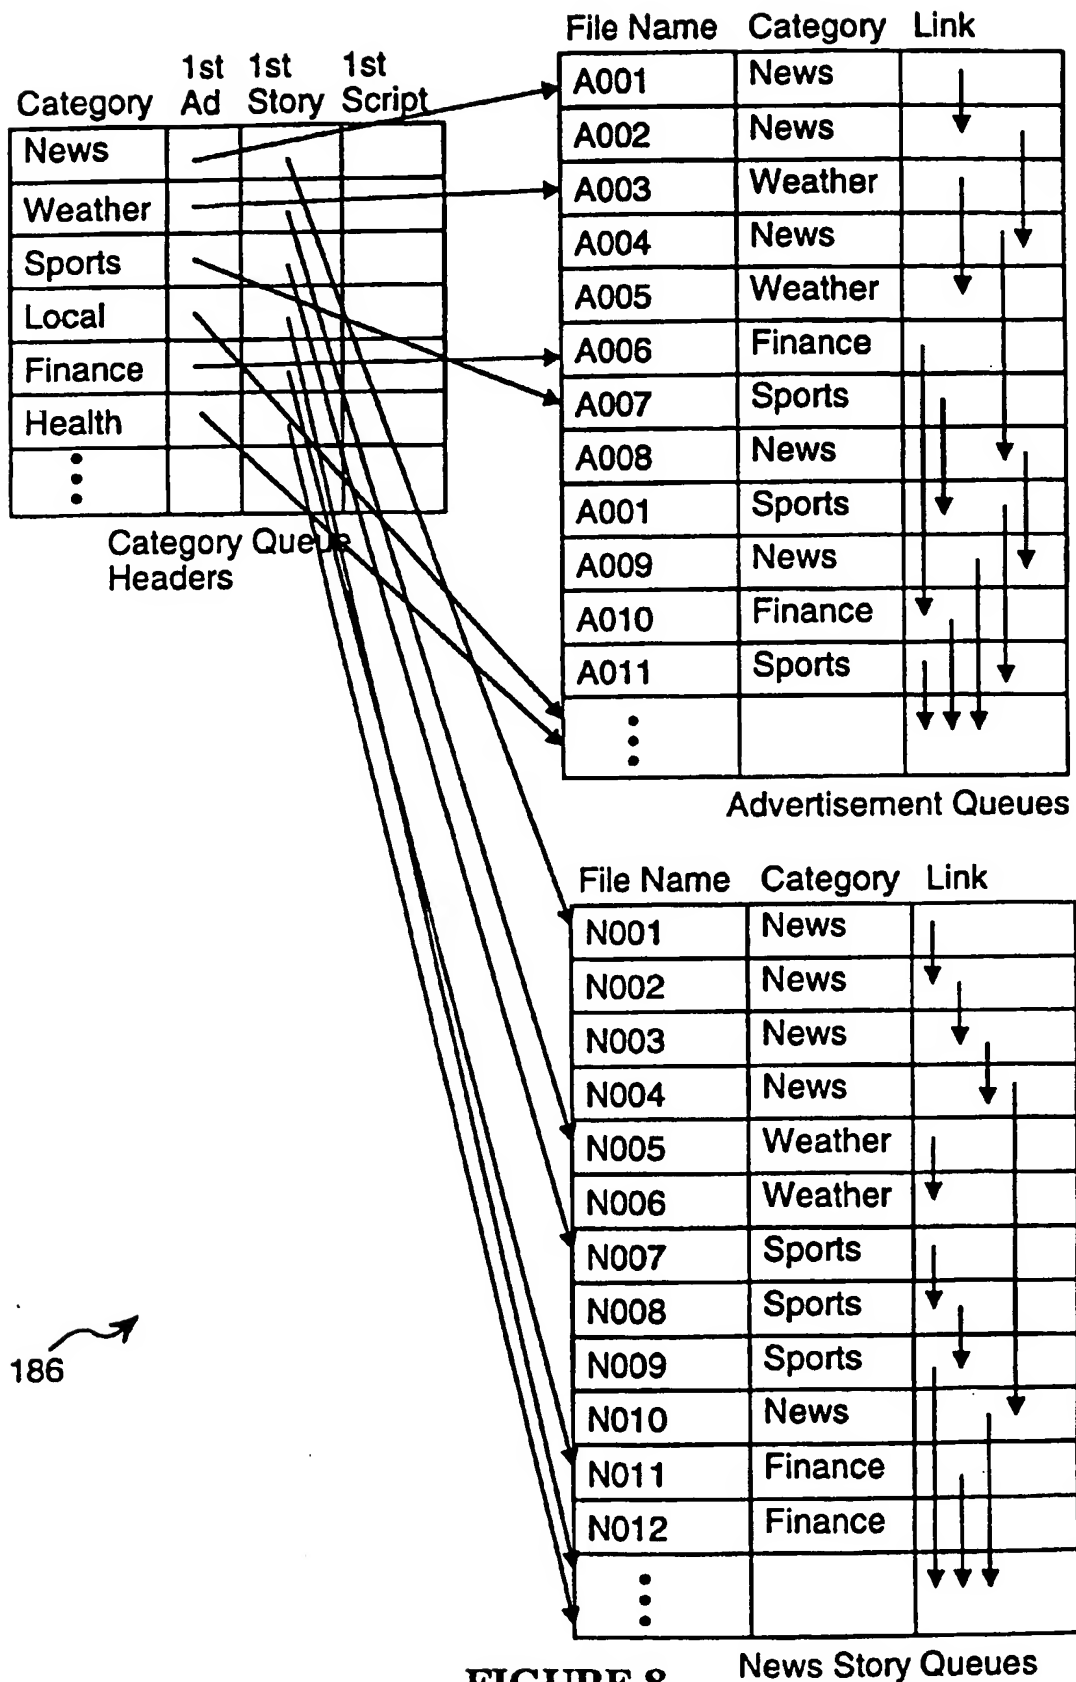 1st 1st 1st
Category Ad Story Script
News
Weather
Sports
Local
Finance
Health
Category Queue
Headers
File Name Category Link
A001 News
A002 News
A003 Weather
A004 News
A005 Weather
A006 Finance
A007 Sports
A008 News
A001 Sports
A009 News
A010 Finance
A011 Sports
Advertisement Queues
File Name Category Link
N001 News
N002 News
N003 News
N004 News
N005 Weather
N006 Weather
N007 Sports
N008 Sports
N009 Sports
N010 News
N011 Finance
N012 Finance
News Story Queues
186
FIGURE 8